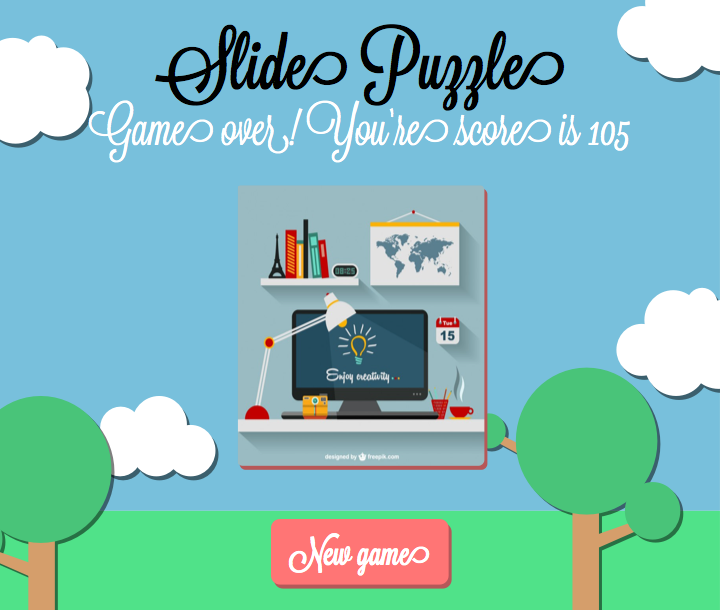 Slide Puzzle
Game over! You're score is 105
Tue
15
Enjoy creativity...
designed by freepik.com
New game